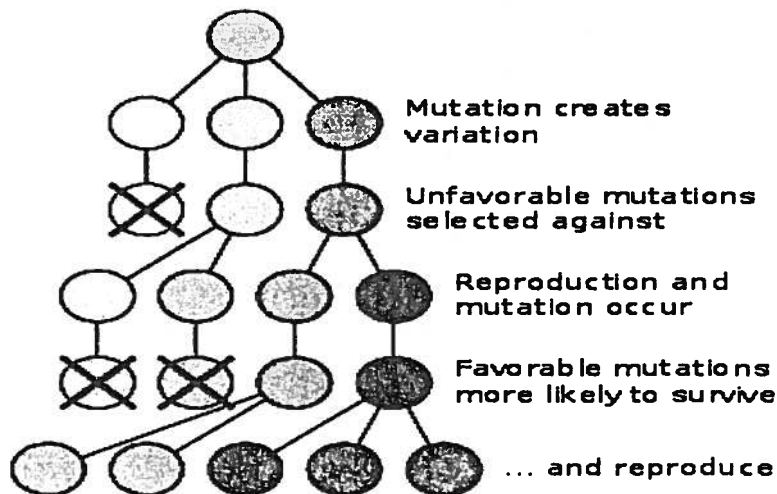 Mutation creates
variation
Unfavorable mutations
selected against
Reproduction and
mutation occur
Favorable mutations
more likely to survive
... and reproduce